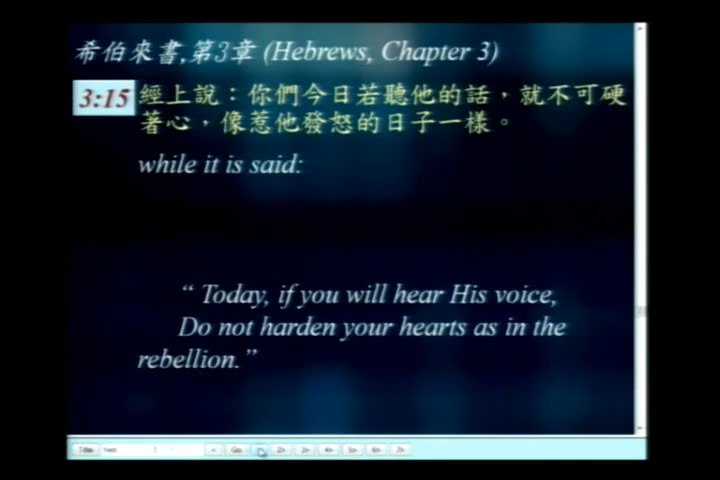 希伯來書,第3章 (Hebrews, Chapter 3)
3:15 經上說：你們今日若聽他的話，就不可硬
著心，像惹他發怒的日子一樣。
while it is said:
“ Today, if you will hear His voice,
Do not harden your hearts as in the
rebellion.”
Title